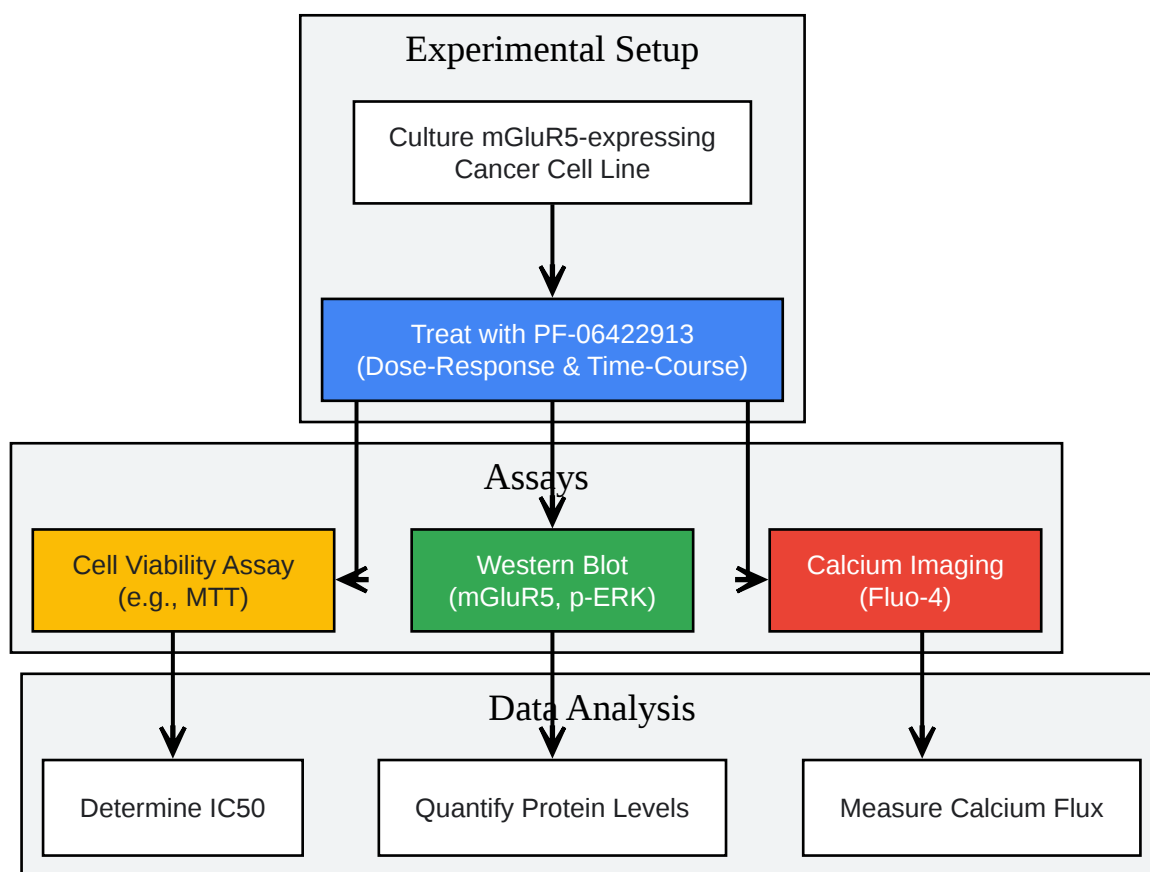 Experimental Setup
Culture mGluR5-expressing
Cancer Cell Line
Treat with PF-06422913
(Dose-Response & Time-Course)
Assays
Cell Viability Assay
(e.g., MTT)
Western Blot
(mGluR5, p-ERK)
Calcium Imaging
(Fluo-4)
Data Analysis
Determine IC50
Quantify Protein Levels
Measure Calcium Flux